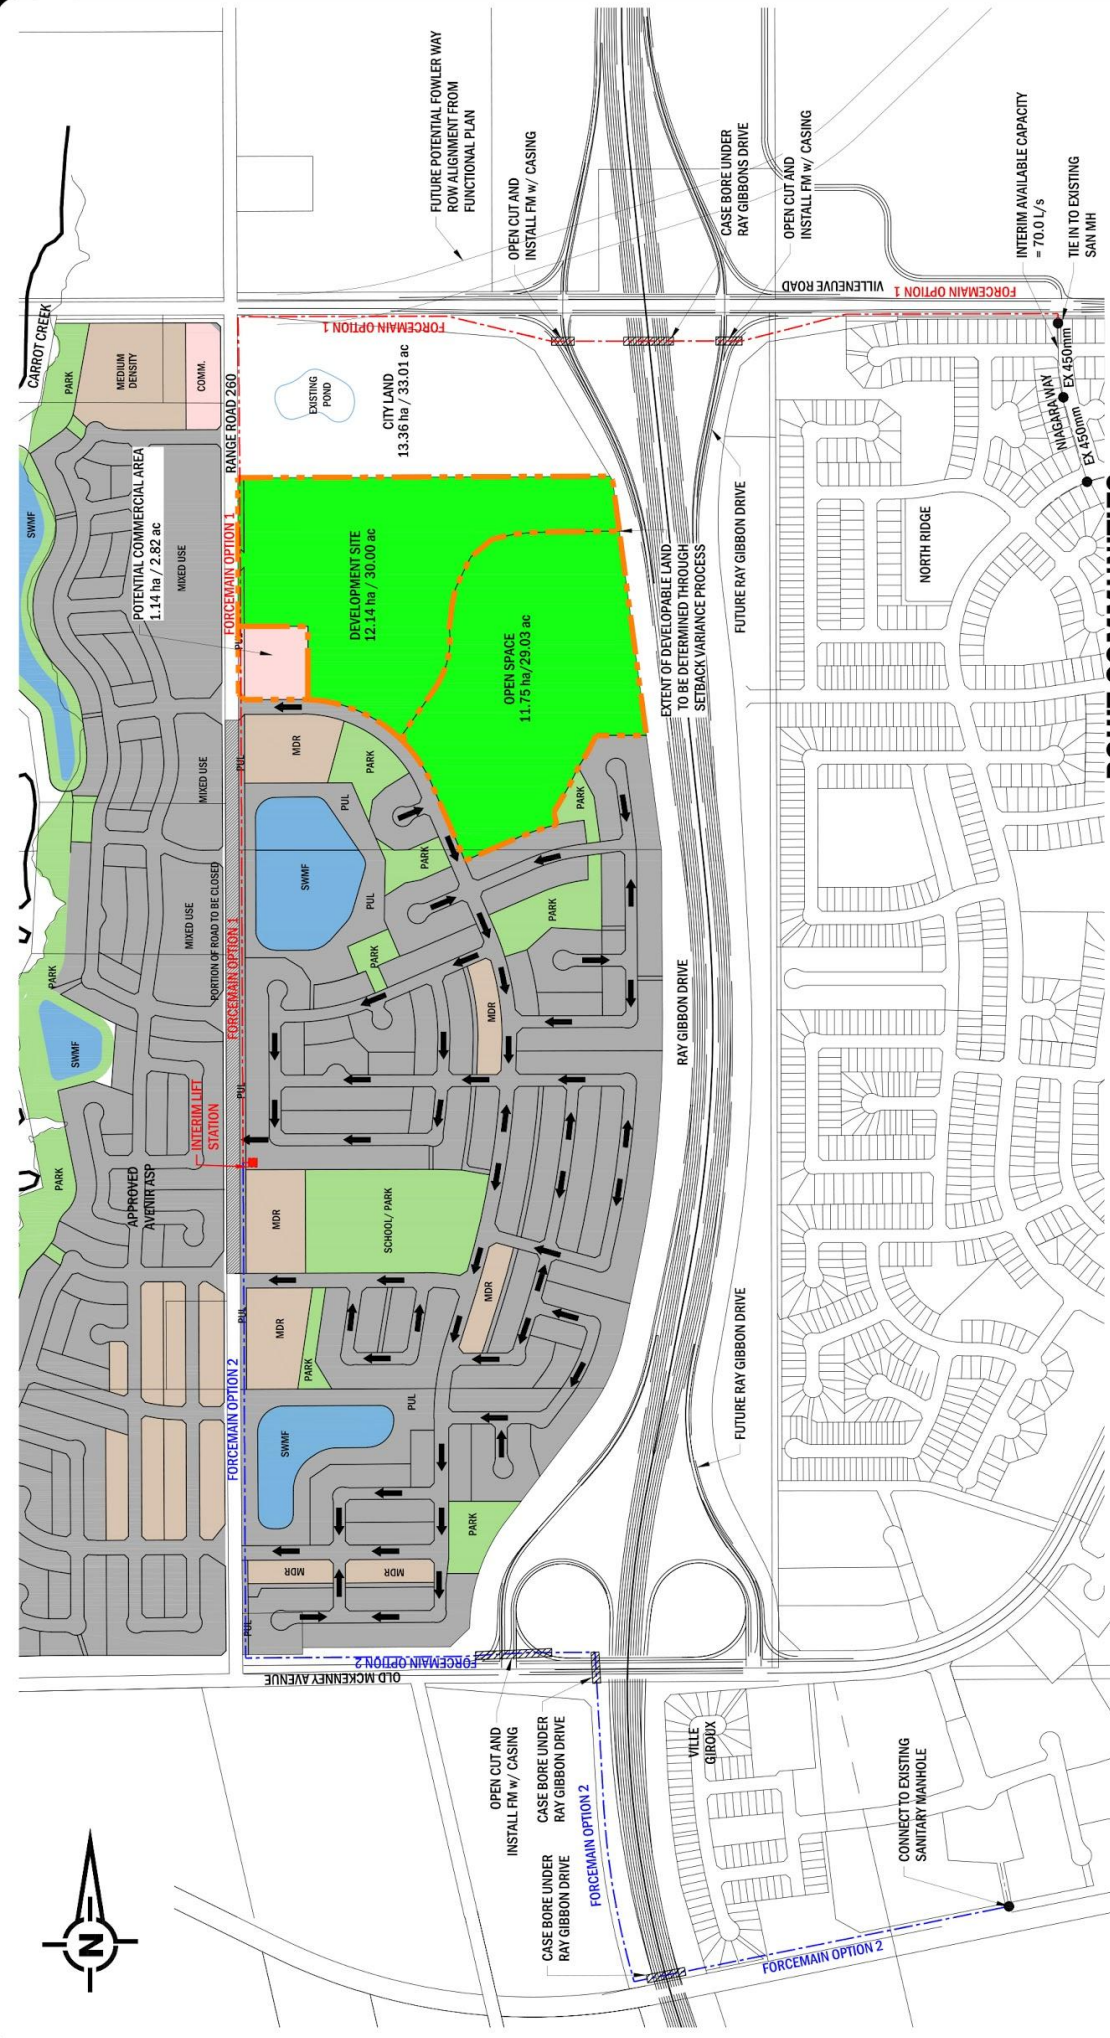 FUTURE POTENTIAL FOWLER WAY
ROW ALIGNMENT FROM
FUNCTIONAL PLAN
OPEN CUT AND
INSTALL FM w/ CASING
CASE BORE UNDER
RAY GIBBONS DRIVE
OPEN CUT AND
INSTALL FM w/ CASING
INTERIM AVAILABLE CAPACITY
= 70.0 L/s
TIE IN TO EXISTING
SAN MH
VILLENEUVE ROAD
FORCEMAIN OPTION 1
FORCEMAIN OPTION 1
CARROT CREEK
PARK
MEDIUM
DENSITY
COMM.
RANGE ROAD 260
EXISTING
POND
CITY LAND
13.36 ha / 33.01 ac
NIAGARA WAY
EX 450mm
EX 450mm
SWMF
POTENTIAL COMMERCIAL AREA
1.14 ha / 2.82 ac
MIXED USE
FORCEMAIN OPTION 1
PUL
DEVELOPMENT SITE
12.14 ha / 30.00 ac
OPEN SPACE
11.75 ha/29.03 ac
EXTENT OF DEVELOPABLE LAND
TO BE DETERMINED THROUGH
SETBACK VARIANCE PROCESS
FUTURE RAY GIBBON DRIVE
NORTH RIDGE
MIXED USE
PUL
MDR
PARK
PUL
SWMF
PUL
PARK
PARK
PARK
PARK
MIXED USE
PORTION OF ROAD TO BE CLOSED
FORCEMAIN OPTION 1
MDR
RAY GIBBON DRIVE
PARK
SWMF
PUL
INTERIM LIFT
STATION
PARK
APPROVED
AVENIR ASP
MDR
SCHOOL/ PARK
MDR
PUL
MDR
PARK
FORCEMAIN OPTION 2
PUL
SWMF
FUTURE RAY GIBBON DRIVE
PARK
MDR
MDR
PUL
FORCEMAIN OPTION 2
OLD MCKENNEY AVENUE
OPEN CUT AND
INSTALL FM w/ CASING
CASE BORE UNDER
RAY GIBBON DRIVE
VILLE
GIROUX
FORCEMAIN OPTION 2
CASE BORE UNDER
RAY GIBBON DRIVE
CONNECT TO EXISTING
SANITARY MANHOLE
FORCEMAIN OPTION 2
N